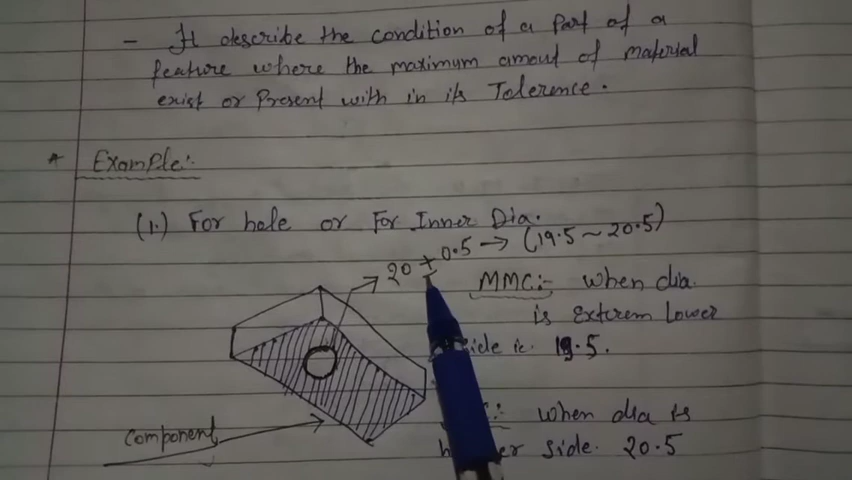 - It describe the condition of a Part of a
feature where the maximum amout of material
exist or Present with in its Tolerence.
* Example:-
(1.) For hole or For Inner Dia.
20 ± 0.5 → (19.5 ~ 20.5)
MMC:- when dia.
is Exterem Lower
side ie. 19.5.
when dia is
side. 20.5
Component